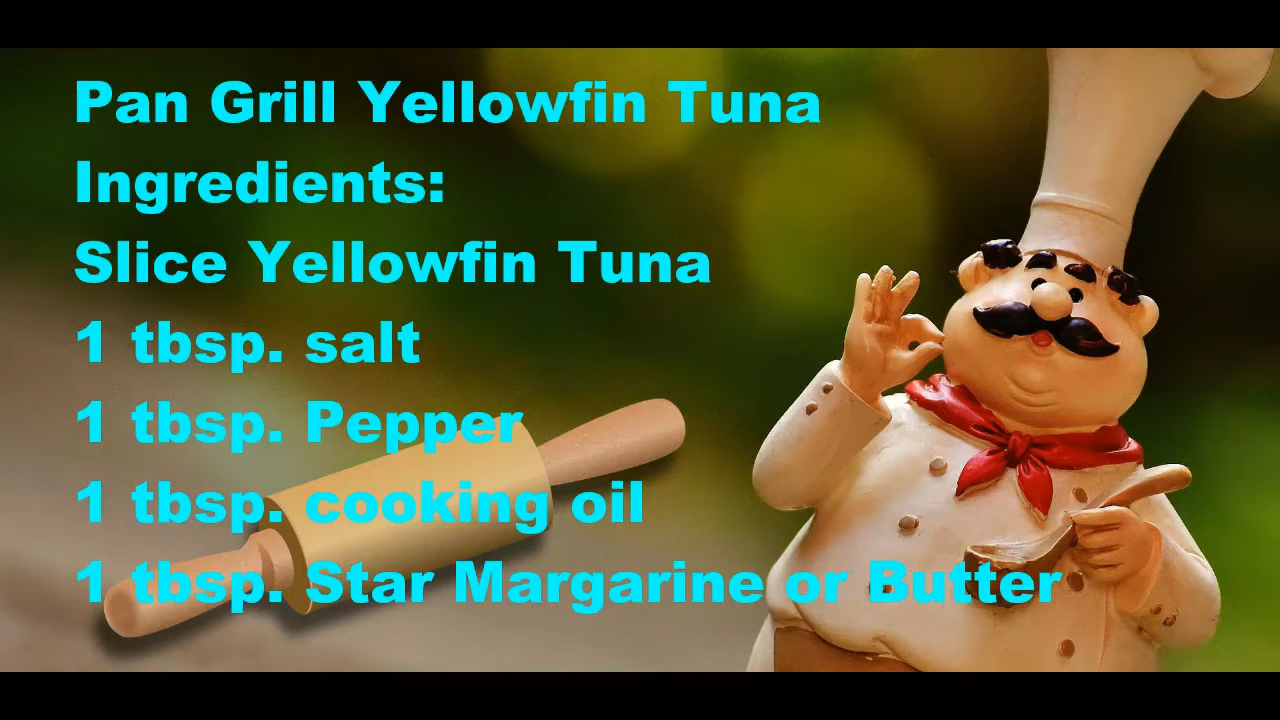 Pan Grill Yellowfin Tuna
Ingredients:
Slice Yellowfin Tuna
1 tbsp. salt
1 tbsp. Pepper
1 tbsp. cooking oil
1 tbsp. Star Margarine or Butter